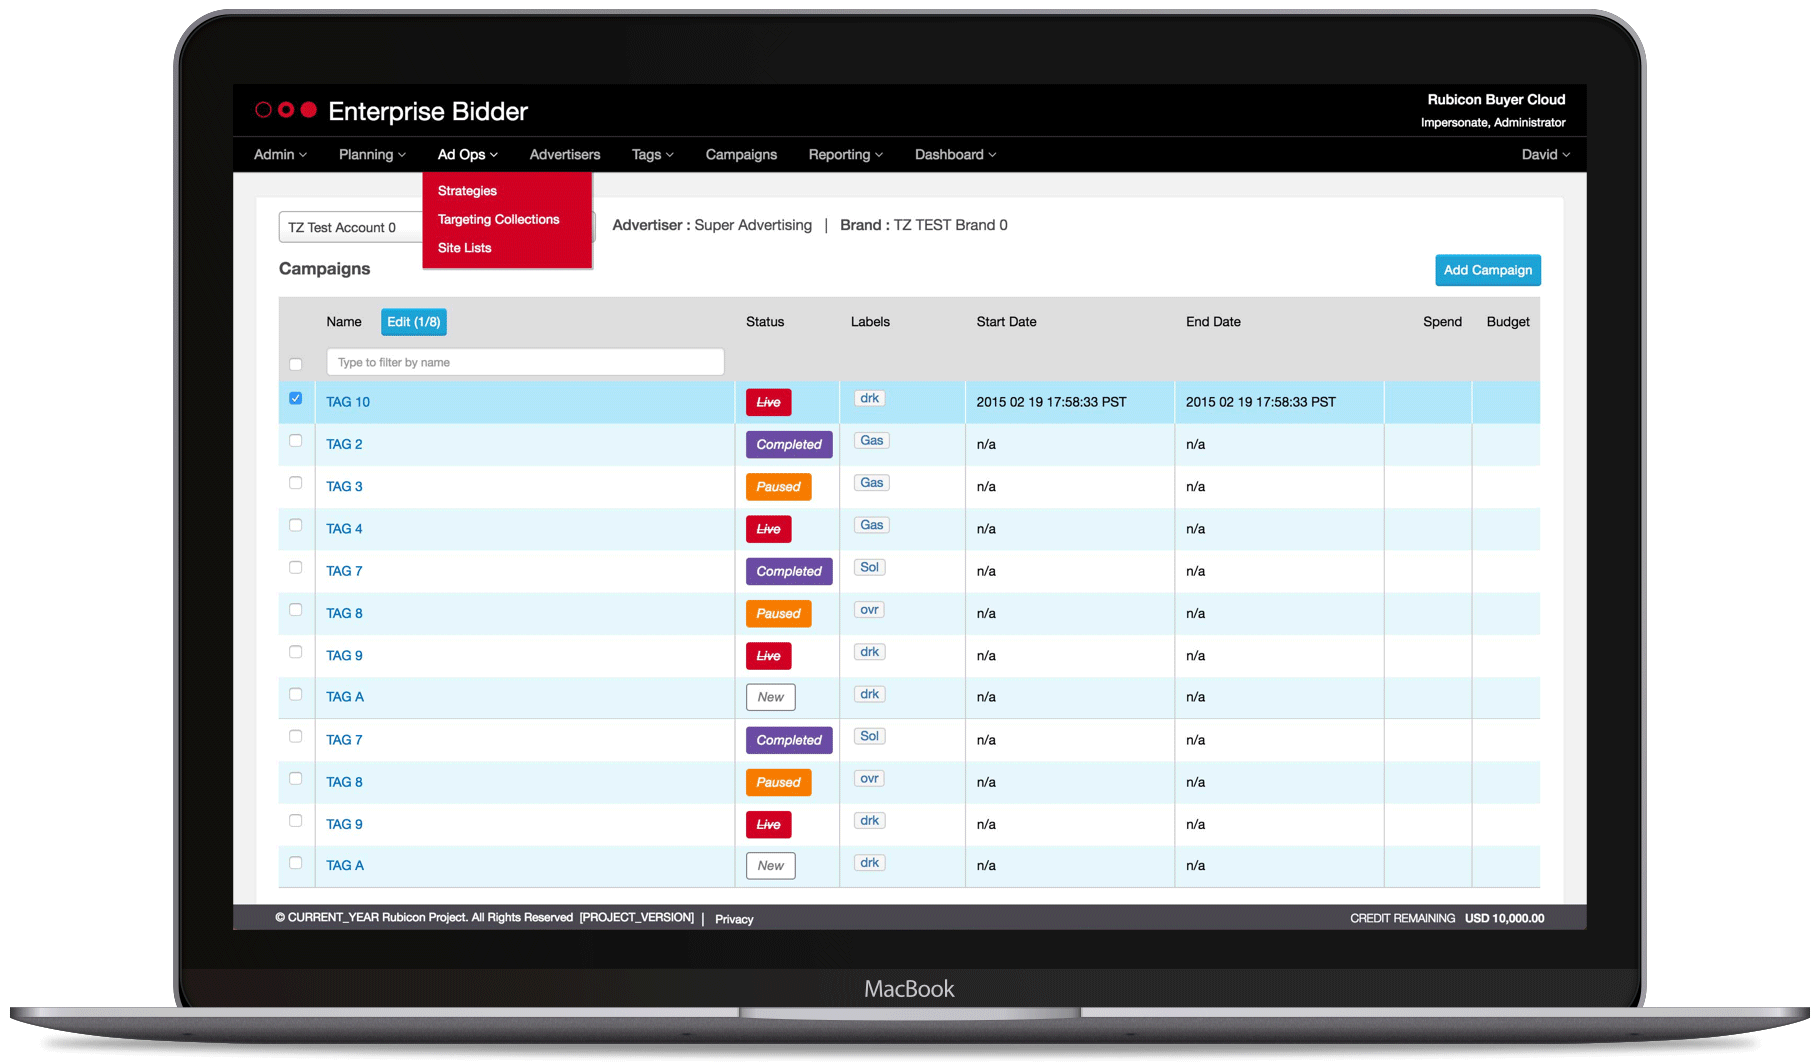 Enterprise Bidder
Rubicon Buyer Cloud
Impersonate, Administrator
Admin Planning Ad Ops Advertisers Tags Campaigns Reporting Dashboard David
Strategies
Targeting Collections
Site Lists
TZ Test Account 0 Advertiser : Super Advertising | Brand : TZ TEST Brand 0
Campaigns Add Campaign
Name Edit (1/8) Status Labels Start Date End Date Spend Budget
Type to filter by name
TAG 10 Live drk 2015 02 19 17:58:33 PST 2015 02 19 17:58:33 PST
TAG 2 Completed Gas n/a n/a
TAG 3 Paused Gas n/a n/a
TAG 4 Live Gas n/a n/a
TAG 7 Completed Sol n/a n/a
TAG 8 Paused ovr n/a n/a
TAG 9 Live drk n/a n/a
TAG A New drk n/a n/a
TAG 7 Completed Sol n/a n/a
TAG 8 Paused ovr n/a n/a
TAG 9 Live drk n/a n/a
TAG A New drk n/a n/a
© CURRENT_YEAR Rubicon Project. All Rights Reserved [PROJECT_VERSION] | Privacy CREDIT REMAINING USD 10,000.00
MacBook